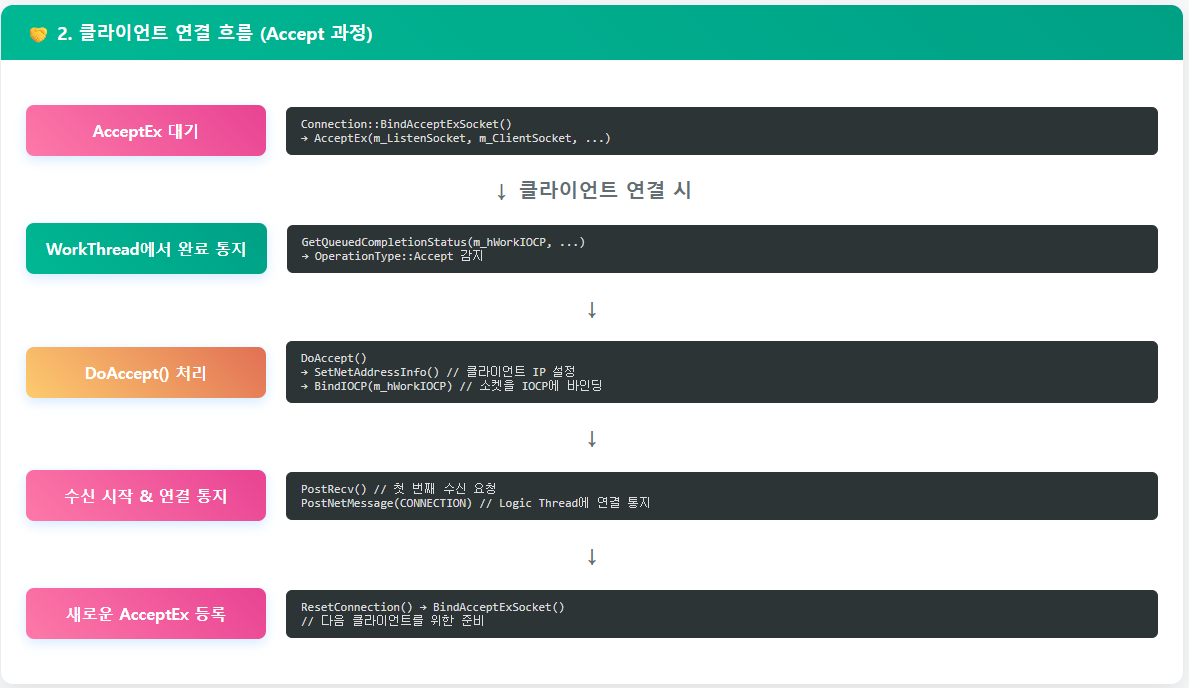 🤝 2. 클라이언트 연결 흐름 (Accept 과정)
AcceptEx 대기
Connection::BindAcceptExSocket()
→ AcceptEx(m_ListenSocket, m_ClientSocket, ...)
↓ 클라이언트 연결 시
WorkThread에서 완료 통지
GetQueuedCompletionStatus(m_hWorkIOCP, ...)
→ OperationType::Accept 감지
↓
DoAccept() 처리
DoAccept()
→ SetNetAddressInfo() // 클라이언트 IP 설정
→ BindIOCP(m_hWorkIOCP) // 소켓을 IOCP에 바인딩
↓
수신 시작 & 연결 통지
PostRecv() // 첫 번째 수신 요청
PostNetMessage(CONNECTION) // Logic Thread에 연결 통지
↓
새로운 AcceptEx 등록
ResetConnection() → BindAcceptExSocket()
// 다음 클라이언트를 위한 준비